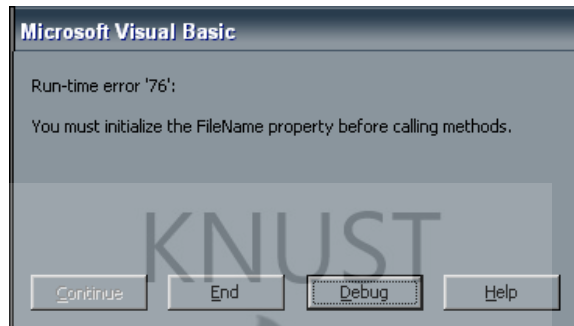 Microsoft Visual Basic
Run-time error '76':
You must initialize the FileName property before calling methods.
KNUST
Continue
End
Debug
Help